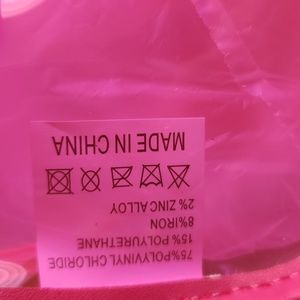 75%POLYVINYL CHLORIDE
15% POLYURETHANE
8%IRON
2% ZINC ALLOY
MADE IN CHINA